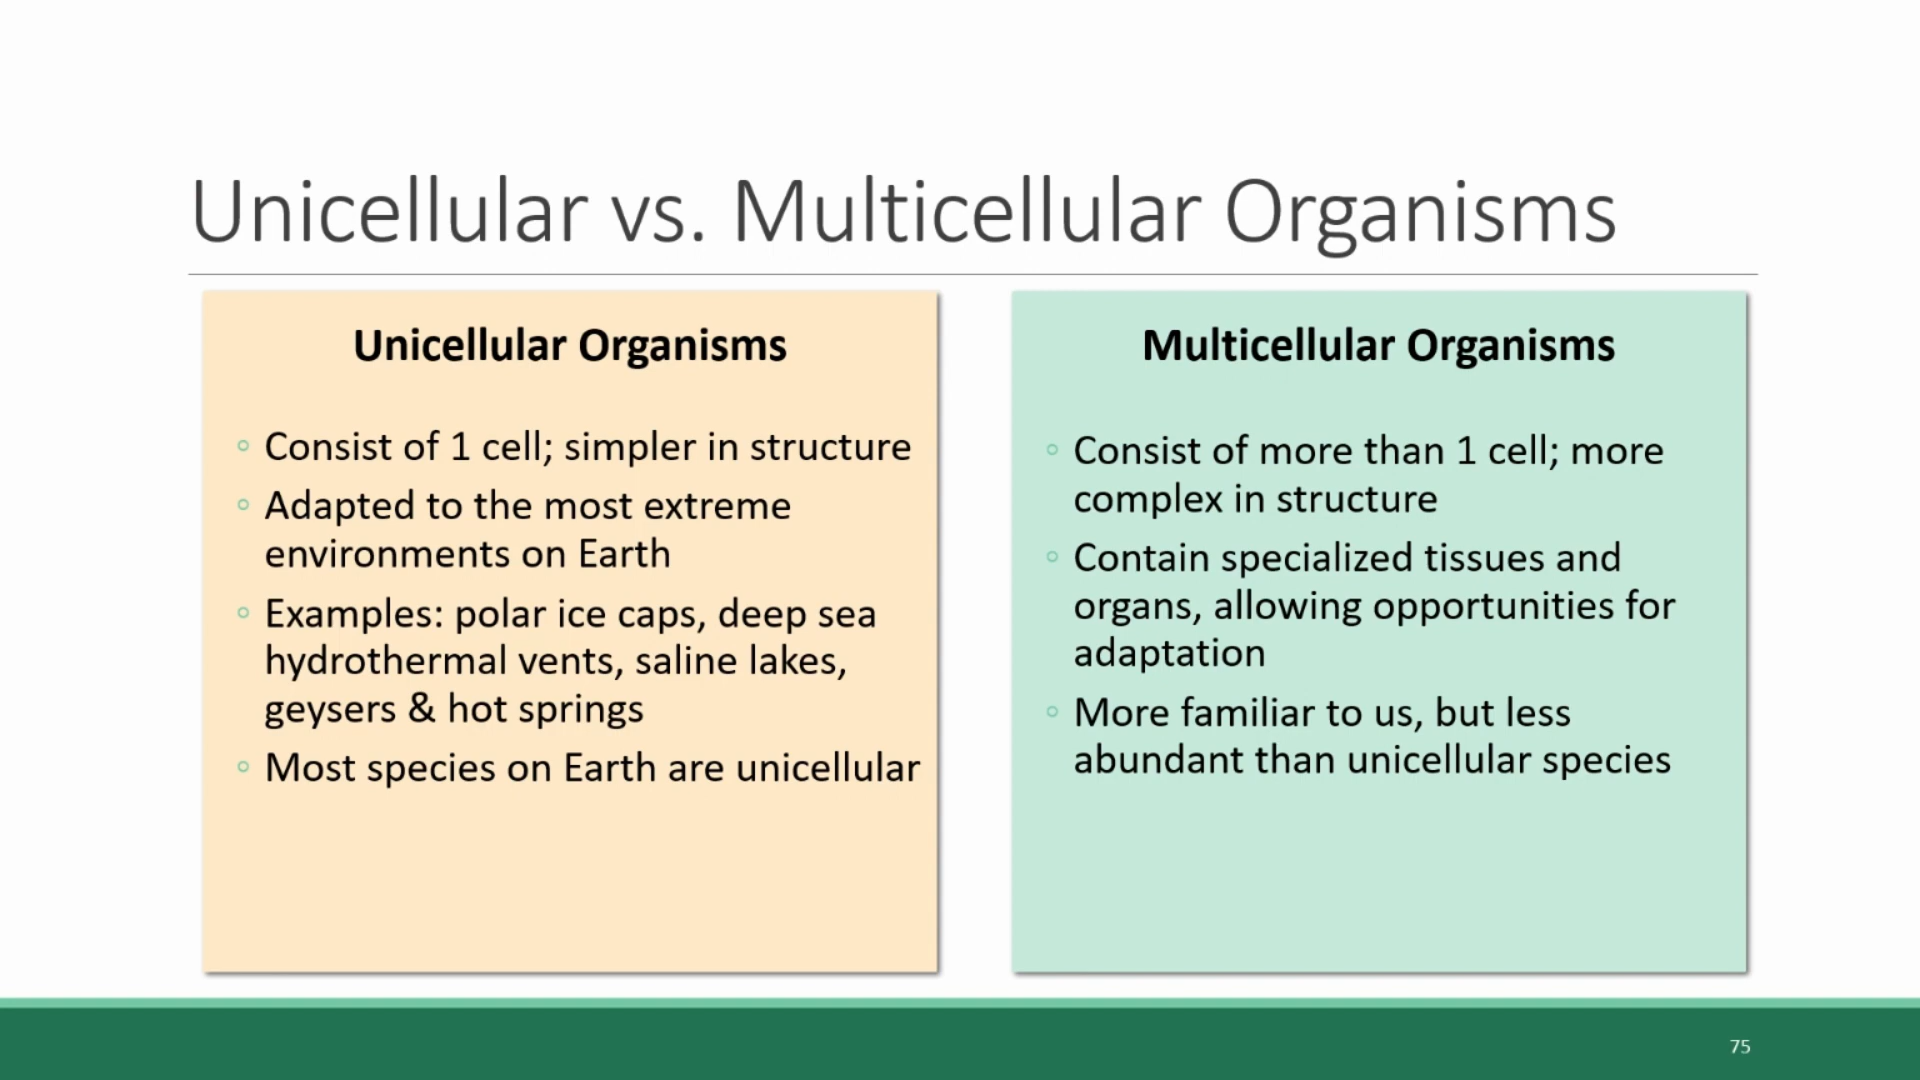 Unicellular vs. Multicellular Organisms
Unicellular Organisms
◦ Consist of 1 cell; simpler in structure
◦ Adapted to the most extreme
environments on Earth
◦ Examples: polar ice caps, deep sea
hydrothermal vents, saline lakes,
geysers & hot springs
◦ Most species on Earth are unicellular
Multicellular Organisms
◦ Consist of more than 1 cell; more
complex in structure
◦ Contain specialized tissues and
organs, allowing opportunities for
adaptation
◦ More familiar to us, but less
abundant than unicellular species
75